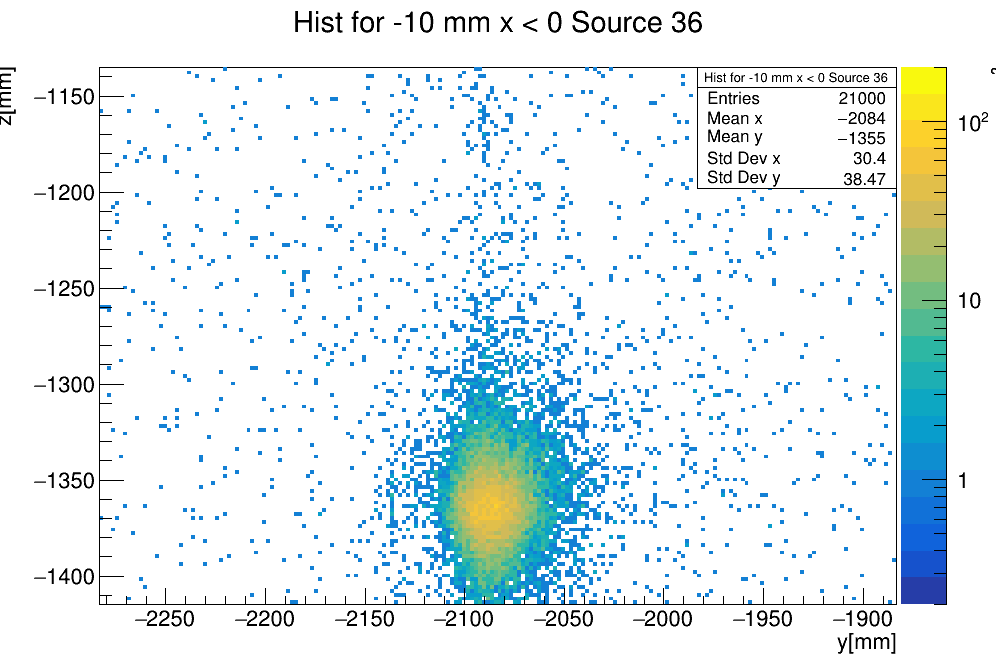 Hist for -10 mm x < 0 Source 36
z[mm]
−1150
−1200
−1250
−1300
−1350
−1400
Hist for -10 mm x < 0 Source 36
Entries 21000
Mean x −2084
Mean y −1355
Std Dev x 30.4
Std Dev y 38.47
10²
10
1
−2250 −2200 −2150 −2100 −2050 −2000 −1950 −1900
y[mm]